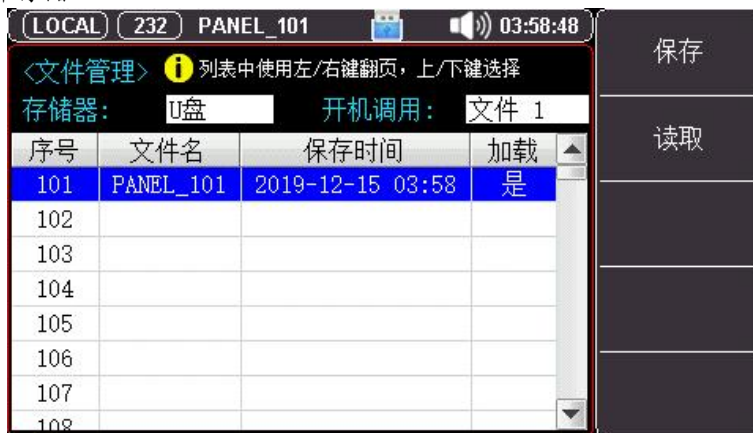 LOCAL 232 PANEL_101 03:58:48
保存
<文件管理> i 列表中使用左/右键翻页，上/下键选择
存储器： U盘 开机调用： 文件 1
读取
序号 文件名 保存时间 加载
101 PANEL_101 2019-12-15 03:58 是
102
103
104
105
106
107
108